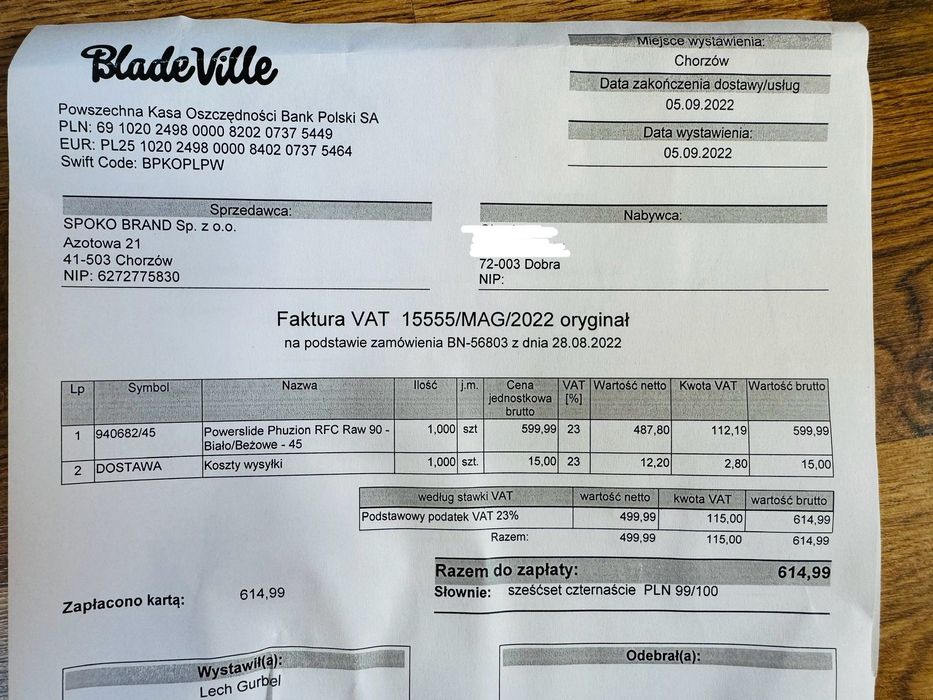 BladeVille
Powszechna Kasa Oszczędności Bank Polski SA
PLN: 69 1020 2498 0000 8202 0737 5449
EUR: PL25 1020 2498 0000 8402 0737 5464
Swift Code: BPKOPLPW
Miejsce wystawienia:
Chorzów
Data zakończenia dostawy/usług
05.09.2022
Data wystawienia:
05.09.2022
Sprzedawca:
SPOKO BRAND Sp. z o.o.
Azotowa 21
41-503 Chorzów
NIP: 6272775830
Nabywca:
72-003 Dobra
NIP:
Faktura VAT 15555/MAG/2022 oryginał
na podstawie zamówienia BN-56803 z dnia 28.08.2022
Lp Symbol Nazwa Ilość j.m. Cena jednostkowa brutto VAT [%] Wartość netto Kwota VAT Wartość brutto
1 940682/45 Powerslide Phuzion RFC Raw 90 - 1,000 szt 599,99 23 487,80 112,19 599,99
Biało/Beżowe - 45
2 DOSTAWA Koszty wysyłki 1,000 szt. 15,00 23 12,20 2,80 15,00
według stawki VAT wartość netto kwota VAT wartość brutto
Podstawowy podatek VAT 23% 499,99 115,00 614,99
Razem: 499,99 115,00 614,99
Razem do zapłaty: 614,99
Słownie: sześćset czternaście PLN 99/100
Zapłacono kartą: 614,99
Wystawił(a):
Lech Gurbel
Odebrał(a):